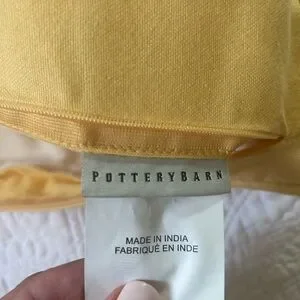 POTTERYBARN
MADE IN INDIA
FABRIQUÉ EN INDE